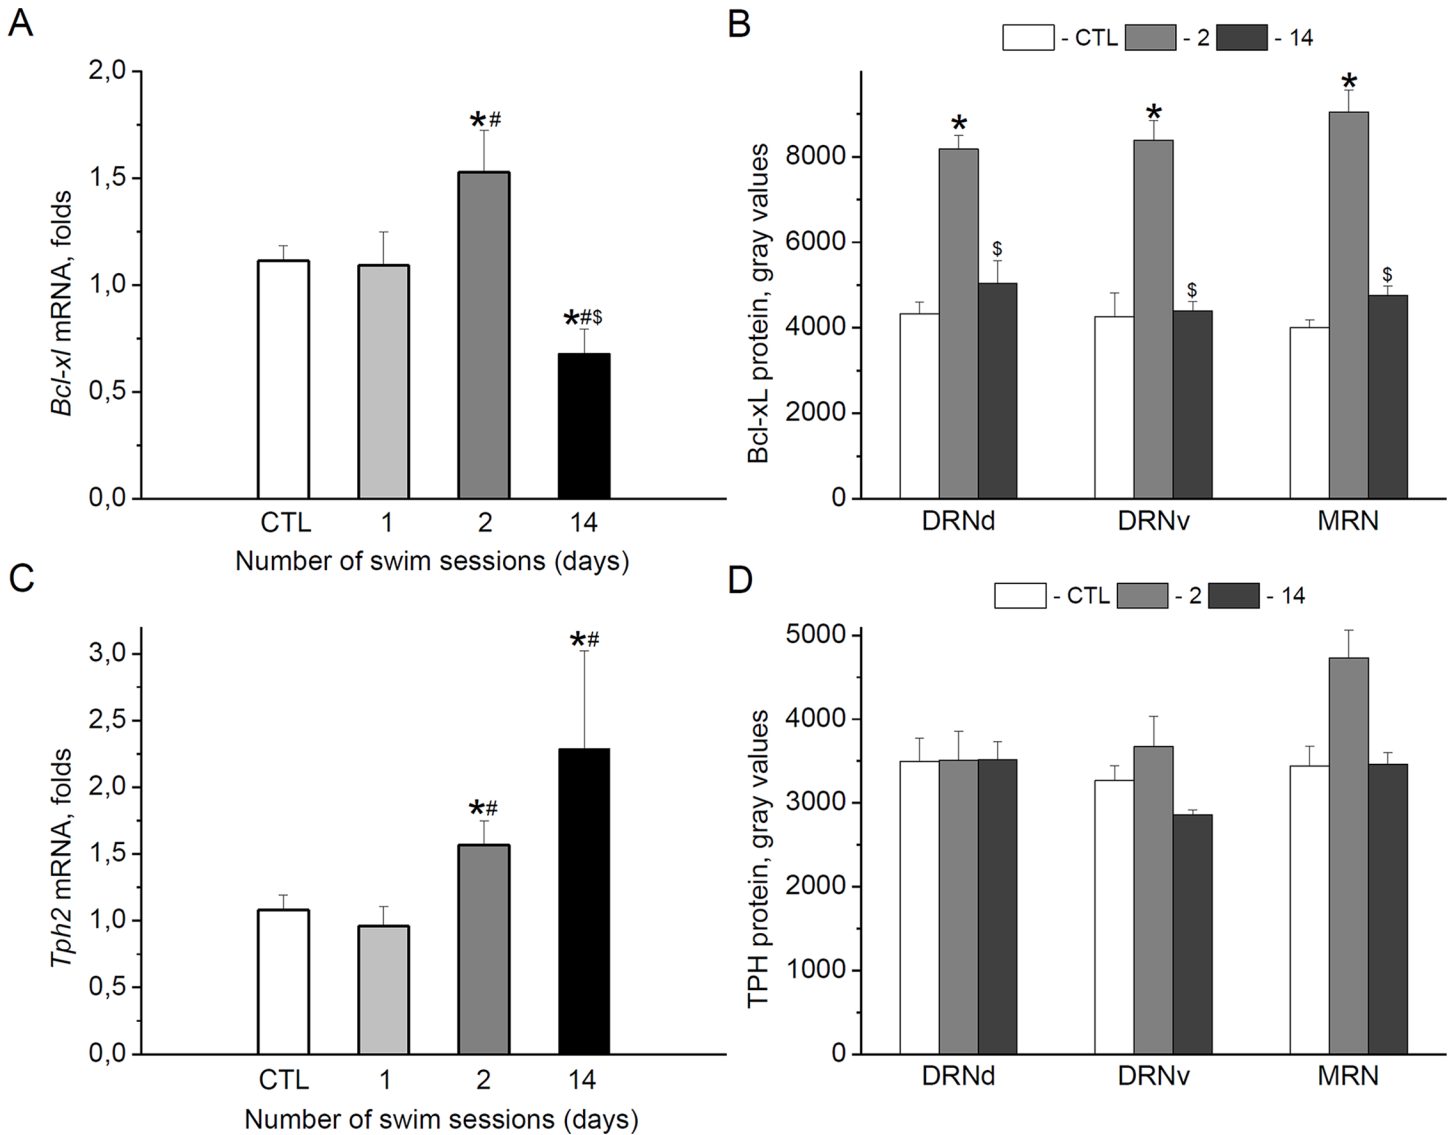 A
2,0
1,5
1,0
0,5
0,0
Bcl-xl mRNA, folds
*#
*#$
CTL 1 2 14
Number of swim sessions (days)
B
- CTL - 2 - 14
8000
6000
4000
2000
0
Bcl-xL protein, gray values
* * *
$ $ $
DRNd DRNv MRN
C
3,0
2,5
2,0
1,5
1,0
0,5
0,0
Tph2 mRNA, folds
*#
*#
CTL 1 2 14
Number of swim sessions (days)
D
- CTL - 2 - 14
5000
4000
3000
2000
1000
0
TPH protein, gray values
DRNd DRNv MRN